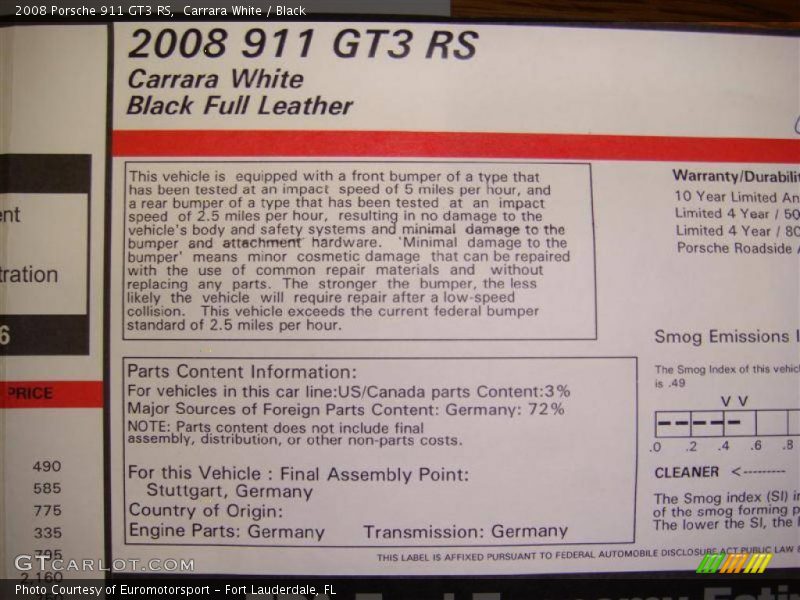 2008 Porsche 911 GT3 RS, Carrara White / Black
2008 911 GT3 RS
Carrara White
Black Full Leather
This vehicle is equipped with a front bumper of a type that
has been tested at an impact speed of 5 miles per hour, and
a rear bumper of a type that has been tested at an impact
speed of 2.5 miles per hour, resulting in no damage to the
vehicle's body and safety systems and minimal damage to the
bumper and attachment hardware. 'Minimal damage to the
bumper' means minor cosmetic damage that can be repaired
with the use of common repair materials and without
replacing any parts. The stronger the bumper, the less
likely the vehicle will require repair after a low-speed
collision. This vehicle exceeds the current federal bumper
standard of 2.5 miles per hour.
Warranty/Durabilit
10 Year Limited An
Limited 4 Year / 50
Limited 4 Year / 80
Porsche Roadside A
ent
tration
6
PRICE
490
585
775
335
795
2,160
Parts Content Information:
For vehicles in this car line:US/Canada parts Content:3%
Major Sources of Foreign Parts Content: Germany: 72%
NOTE: Parts content does not include final
assembly, distribution, or other non-parts costs.
For this Vehicle : Final Assembly Point:
Stuttgart, Germany
Country of Origin:
Engine Parts: Germany Transmission: Germany
Smog Emissions I
The Smog Index of this vehicl
is .49
V V
.0 .2 .4 .6 .8
CLEANER <--------
The Smog index (SI) in
of the smog forming p
The lower the SI, the l
THIS LABEL IS AFFIXED PURSUANT TO FEDERAL AUTOMOBILE DISCLOSURE ACT PUBLIC LAW 8
GTCARLOT.COM
Photo Courtesy of Euromotorsport – Fort Lauderdale, FL